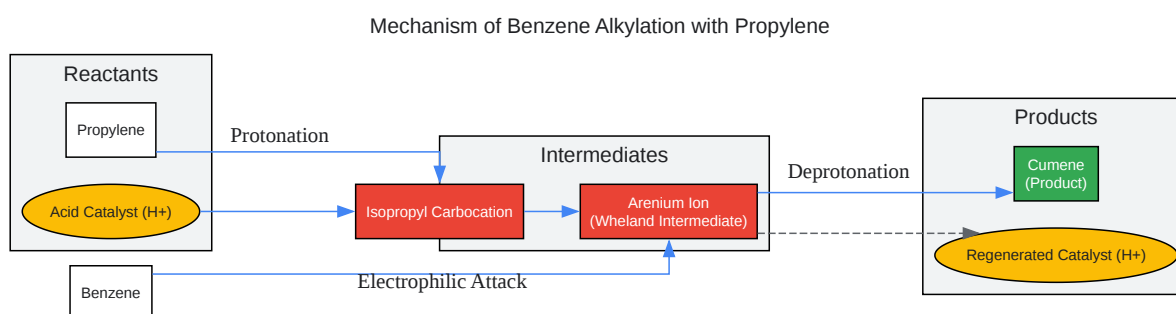 Mechanism of Benzene Alkylation with Propylene
Reactants
Propylene
Acid Catalyst (H+)
Benzene
Protonation
Electrophilic Attack
Intermediates
Isopropyl Carbocation
Arenium Ion
(Wheland Intermediate)
Deprotonation
Products
Cumene
(Product)
Regenerated Catalyst (H+)